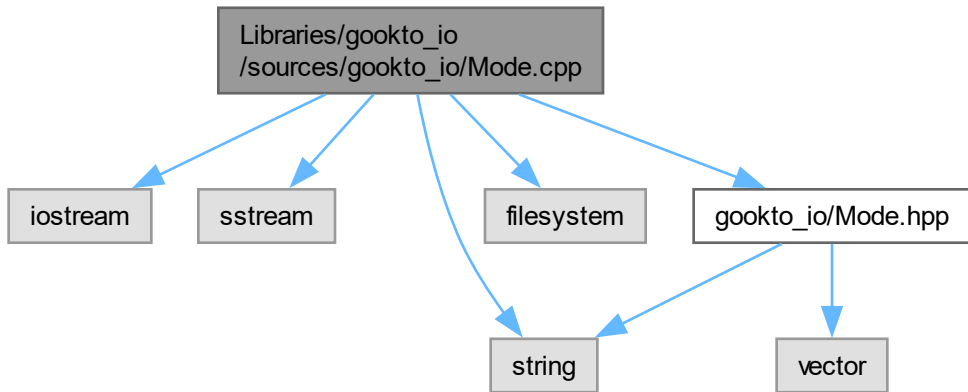 Libraries/gookto_io
/sources/gookto_io/Mode.cpp
iostream
sstream
filesystem
gookto_io/Mode.hpp
string
vector